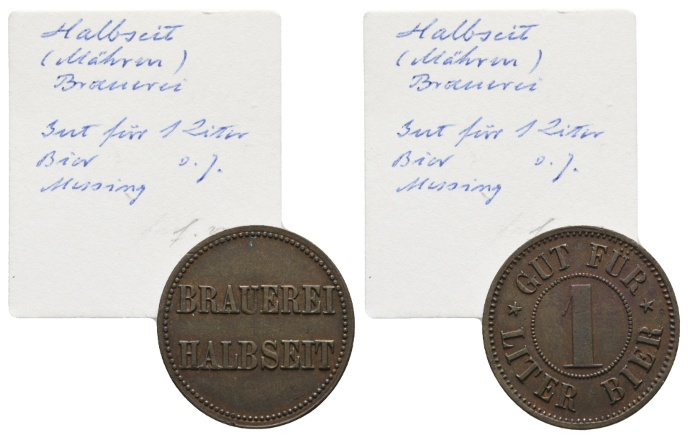 Halbseit
(Mähren)
Brauerei
Gut für 1 Liter
Bier o. J.
Messing
BRAUEREI
HALBSEIT
Halbseit
(Mähren)
Brauerei
Gut für 1 Liter
Bier o. J.
Messing
GUT FÜR
1
LITER BIER